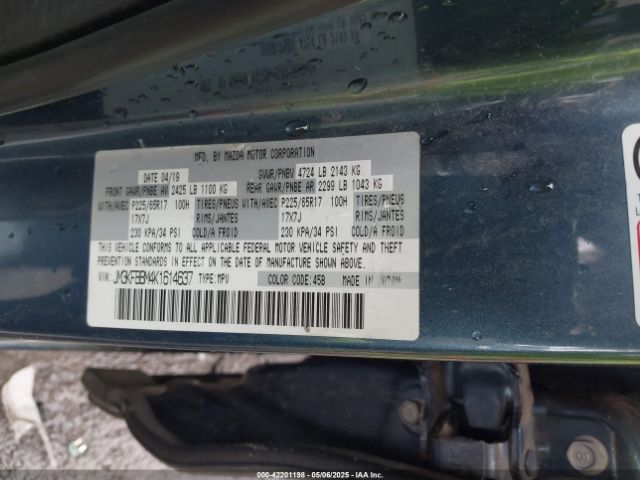 MFD. BY MAZDA MOTOR CORPORATION
DATE 04/19 GVWR/PNBV 4724 LB 2143 KG
FRONT GAWR/PNBE AV 2425 LB 1100 KG REAR GAWR/PNBE AR 2299 LB 1043 KG
WITH/AVEC P225/65R17 100H TIRES/PNEUS WITH/AVEC P225/65R17 100H TIRES/PNEUS
17X7J RIMS/JANTES 17X7J RIMS/JANTES
230 KPA/34 PSI COLD/A FROID 230 KPA/34 PSI COLD/A FROID
THIS VEHICLE CONFORMS TO ALL APPLICABLE FEDERAL MOTOR VEHICLE SAFETY AND THEFT
PREVENTION STANDARDS IN EFFECT ON THE DATE OF MANUFACTURE SHOWN ABOVE.
VIN: JM3KFBBM4K1614637 TYPE:MPV COLOR CODE:45B MADE IN JAPAN
00-42201198 - 05/06/2025 - IAAI.COM